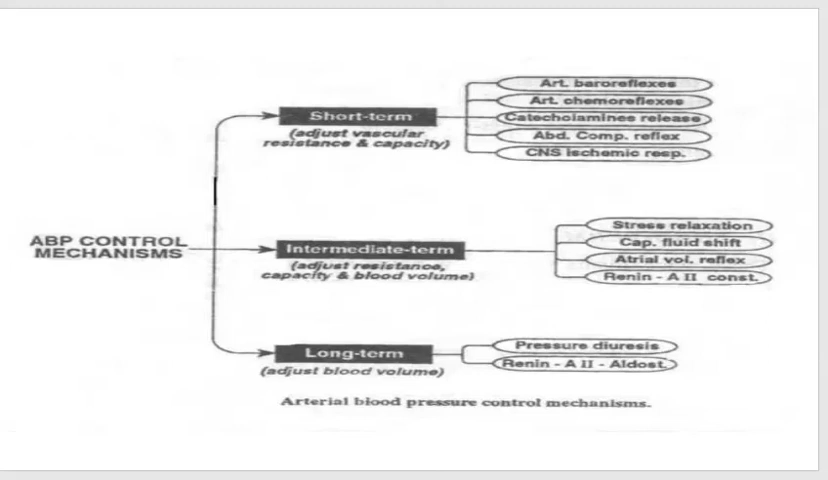 Art. baroreflexes
Art. chemoreflexes
Short-term
Catecholamines release
(adjust vascular
resistance & capacity)
Abd. Comp. reflex
CNS ischemic resp.
ABP CONTROL
MECHANISMS
Intermediate-term
(adjust resistance,
capacity & blood volume)
Stress relaxation
Cap. fluid shift
Atrial vol. reflex
Renin - A II const.
Long-term
(adjust blood volume)
Pressure diuresis
Renin - A II - Aldost.
Arterial blood pressure control mechanisms.